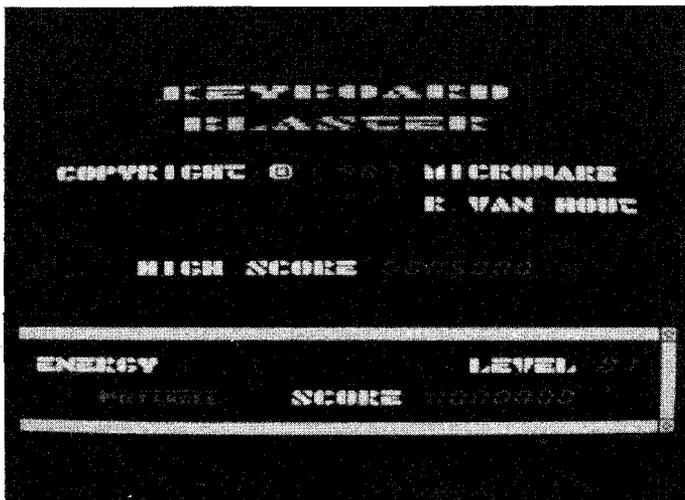 KEYBOARD
BLASTER
COPYRIGHT © MICROWARE
R VAN HOUT
HIGH SCORE
ENERGY LEVEL
SCORE